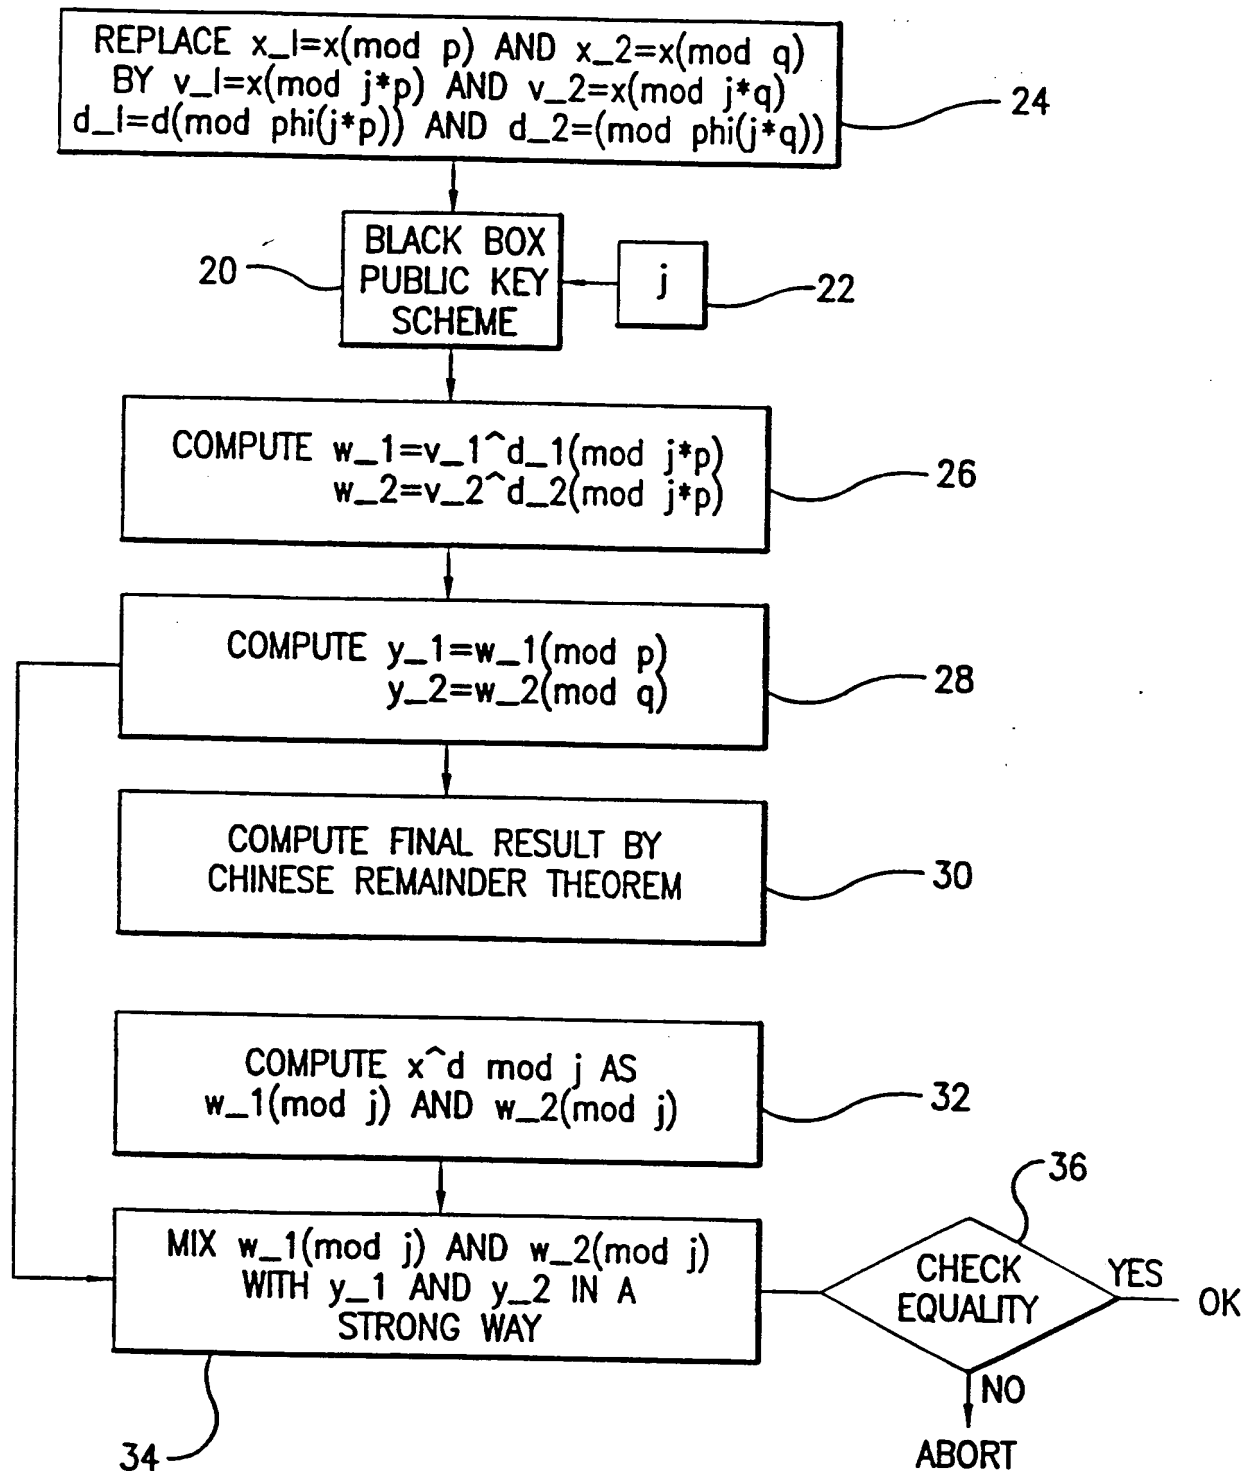 REPLACE x_1=x(mod p) AND x_2=x(mod q)
BY v_1=x(mod j*p) AND v_2=x(mod j*q)
d_1=d(mod phi(j*p)) AND d_2=(mod phi(j*q))
24
BLACK BOX
PUBLIC KEY
SCHEME
20
j
22
COMPUTE w_1=v_1^d_1(mod j*p)
w_2=v_2^d_2(mod j*p)
26
COMPUTE y_1=w_1(mod p)
y_2=w_2(mod q)
28
COMPUTE FINAL RESULT BY
CHINESE REMAINDER THEOREM
30
COMPUTE x^d mod j AS
w_1(mod j) AND w_2(mod j)
32
MIX w_1(mod j) AND w_2(mod j)
WITH y_1 AND y_2 IN A
STRONG WAY
34
36
CHECK
EQUALITY
YES
OK
NO
ABORT